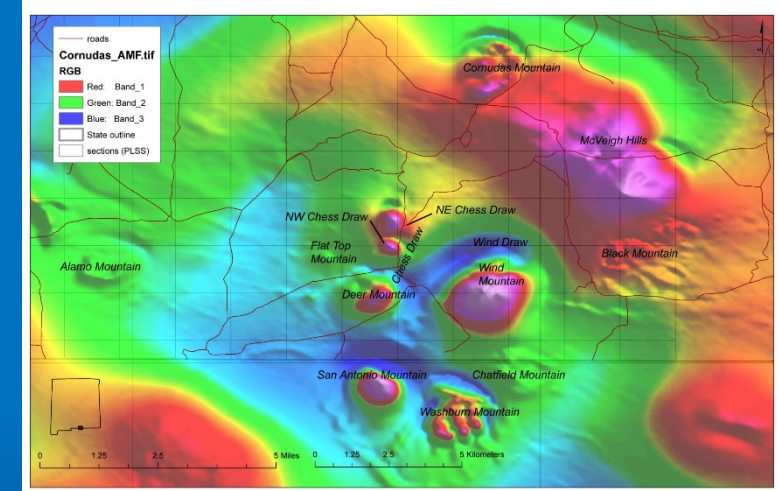 roads
Cornudas_AMF.tif
RGB
Red: Band_1
Green: Band_2
Blue: Band_3
State outline
sections (PLSS)
Cornudas Mountain
McVeigh Hills
NW Chess Draw
NE Chess Draw
Flat Top
Mountain
Chess Draw
Wind Draw
Black Mountain
Alamo Mountain
Wind
Mountain
Deer Mountain
San Antonio Mountain
Chatfield Mountain
Washburn Mountain
0 1.25 2.5 5 Miles
0 1.25 2.5 5 Kilometers